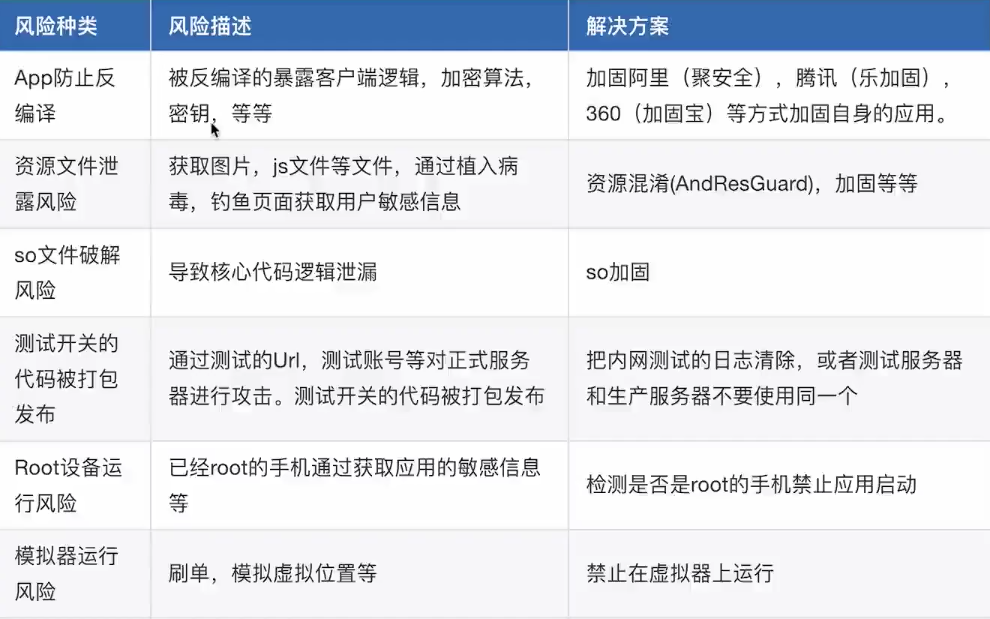 风险种类
风险描述
解决方案
App防止反
编译
被反编译的暴露客户端逻辑，加密算法，
密钥，等等
加固阿里（聚安全），腾讯（乐加固），
360（加固宝）等方式加固自身的应用。
资源文件泄
露风险
获取图片，js文件等文件，通过植入病
毒，钓鱼页面获取用户敏感信息
资源混淆(AndResGuard)，加固等等
so文件破解
风险
导致核心代码逻辑泄漏
so加固
测试开关的
代码被打包
发布
通过测试的Url，测试账号等对正式服务
器进行攻击。测试开关的代码被打包发布
把内网测试的日志清除，或者测试服务器
和生产服务器不要使用同一个
Root设备运
行风险
已经root的手机通过获取应用的敏感信息
等
检测是否是root的手机禁止应用启动
模拟器运行
风险
刷单，模拟虚拟位置等
禁止在虚拟器上运行